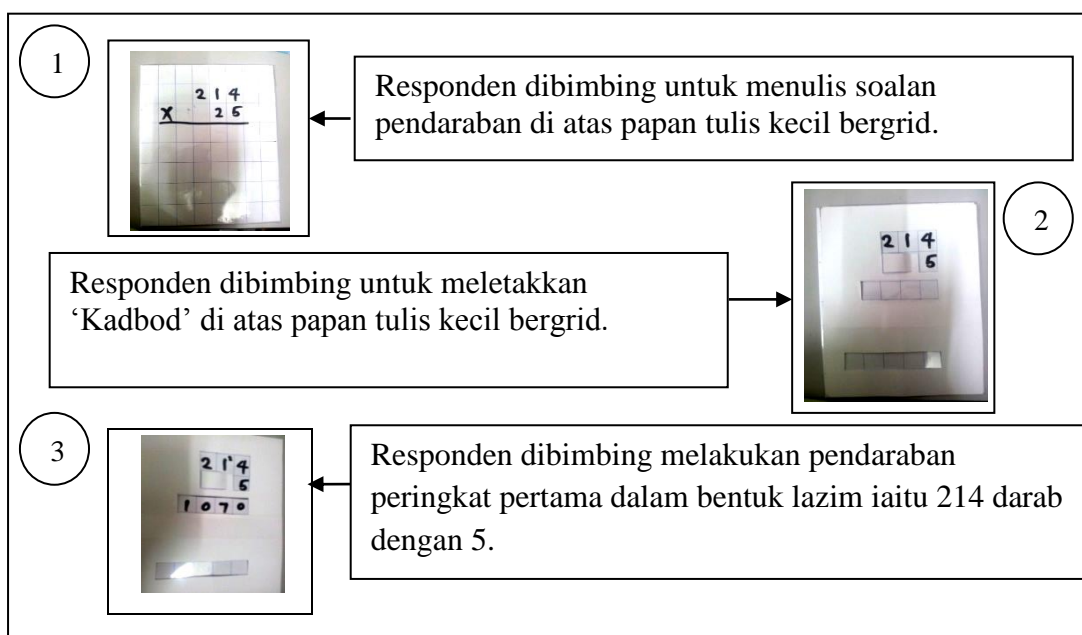 1
2 1 4
X 2 5
Responden dibimbing untuk menulis soalan
pendaraban di atas papan tulis kecil bergrid.
2
2 1 4
5
Responden dibimbing untuk meletakkan
‘Kadbod’ di atas papan tulis kecil bergrid.
3
2 1 4
5
1 0 7 0
Responden dibimbing melakukan pendaraban
peringkat pertama dalam bentuk lazim iaitu 214 darab
dengan 5.